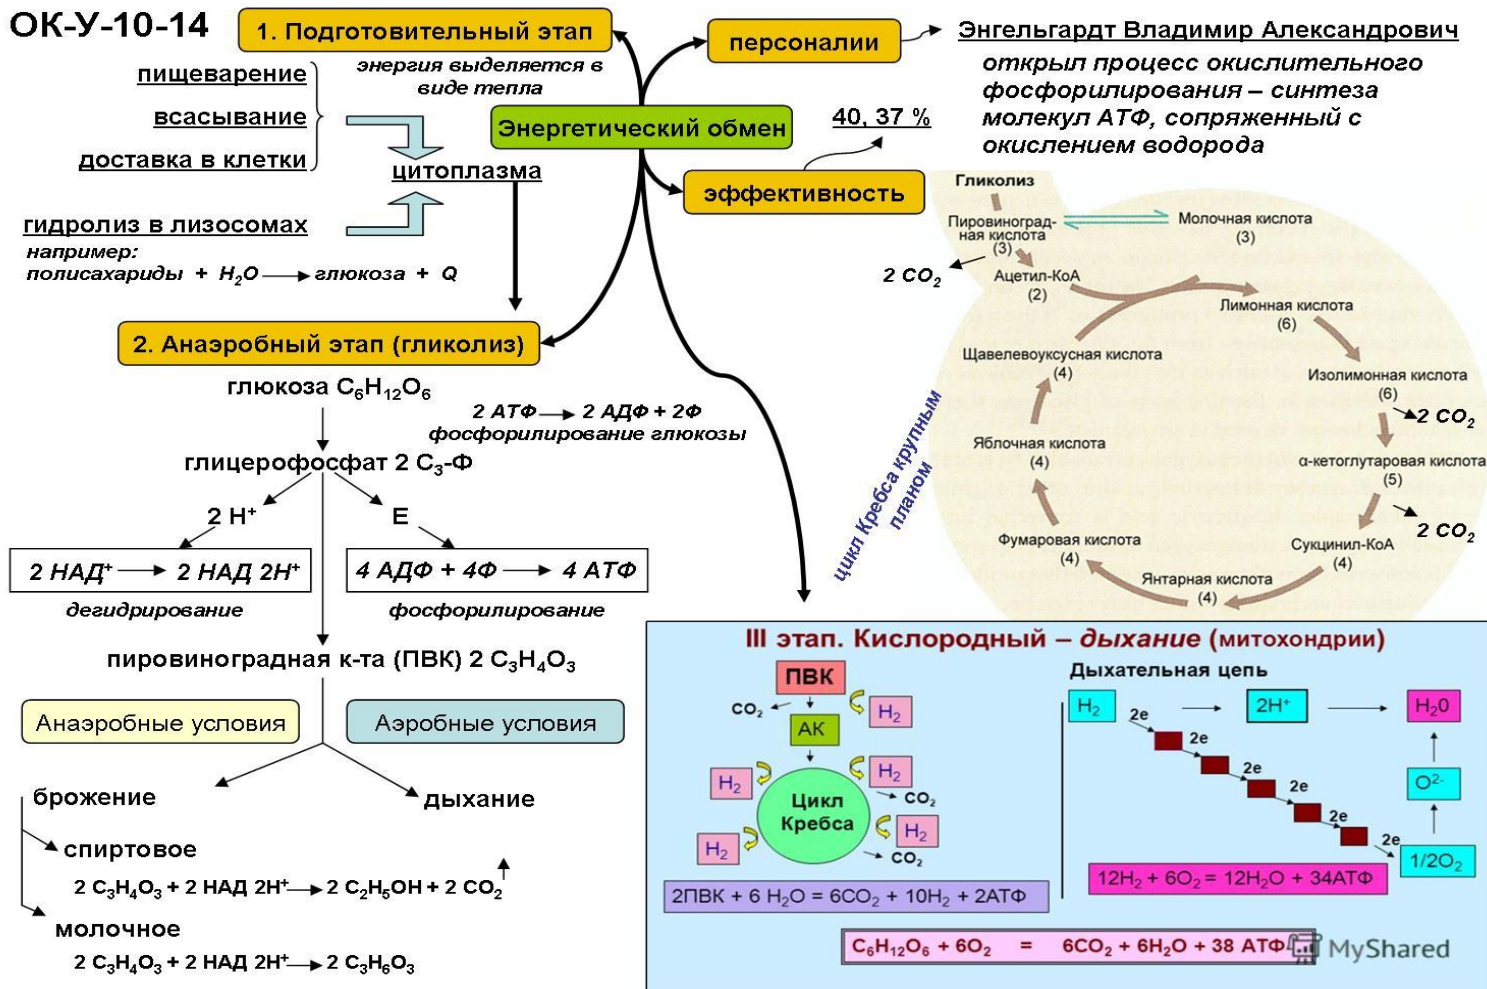 ОК-У-10-14
1. Подготовительный этап
энергия выделяется в
виде тепла
пищеварение
всасывание
доставка в клетки
цитоплазма
гидролиз в лизосомах
например:
полисахариды + H₂O → глюкоза + Q
Энергетический обмен
персоналии
Энгельгардт Владимир Александрович
открыл процесс окислительного
фосфорилирования – синтеза
молекул АТФ, сопряженный с
окислением водорода
40, 37 %
эффективность
2. Анаэробный этап (гликолиз)
глюкоза C₆H₁₂O₆
2 АТФ → 2 АДФ + 2Ф
фосфорилирование глюкозы
глицерофосфат 2 С₃-Ф
2 H⁺
E
2 НАД⁺ → 2 НАД 2H⁺
дегидрирование
4 АДФ + 4Ф → 4 АТФ
фосфорилирование
пировиноградная к-та (ПВК) 2 C₃H₄O₃
Анаэробные условия
Аэробные условия
брожение
дыхание
спиртовое
2 C₃H₄O₃ + 2 НАД 2H⁺ → 2 C₂H₅OH + 2 CO₂
молочное
2 C₃H₄O₃ + 2 НАД 2H⁺ → 2 C₃H₆O₃
Гликолиз
Пировиноград-
ная кислота
(3)
Молочная кислота
(3)
2 CO₂
Ацетил-КоА
(2)
Лимонная кислота
(6)
Изолимонная кислота
(6)
2 CO₂
α-кетоглутаровая кислота
(5)
2 CO₂
Сукцинил-КоА
(4)
Янтарная кислота
(4)
Фумаровая кислота
(4)
Яблочная кислота
(4)
Щавелевоуксусная кислота
(4)
цикл Кребса крупным
планом
III этап. Кислородный – дыхание (митохондрии)
ПВК
CO₂
H₂
АК
H₂
H₂
CO₂
Цикл
Кребса
H₂
H₂
CO₂
2ПВК + 6 H₂O = 6CO₂ + 10H₂ + 2АТФ
Дыхательная цепь
H₂
2H⁺
H₂0
2e
2e
2e
2e
2e
2e
O²⁻
1/2O₂
12H₂ + 6O₂ = 12H₂O + 34АТФ
C₆H₁₂O₆ + 6O₂ = 6CO₂ + 6H₂O + 38 АТФ
MyShared